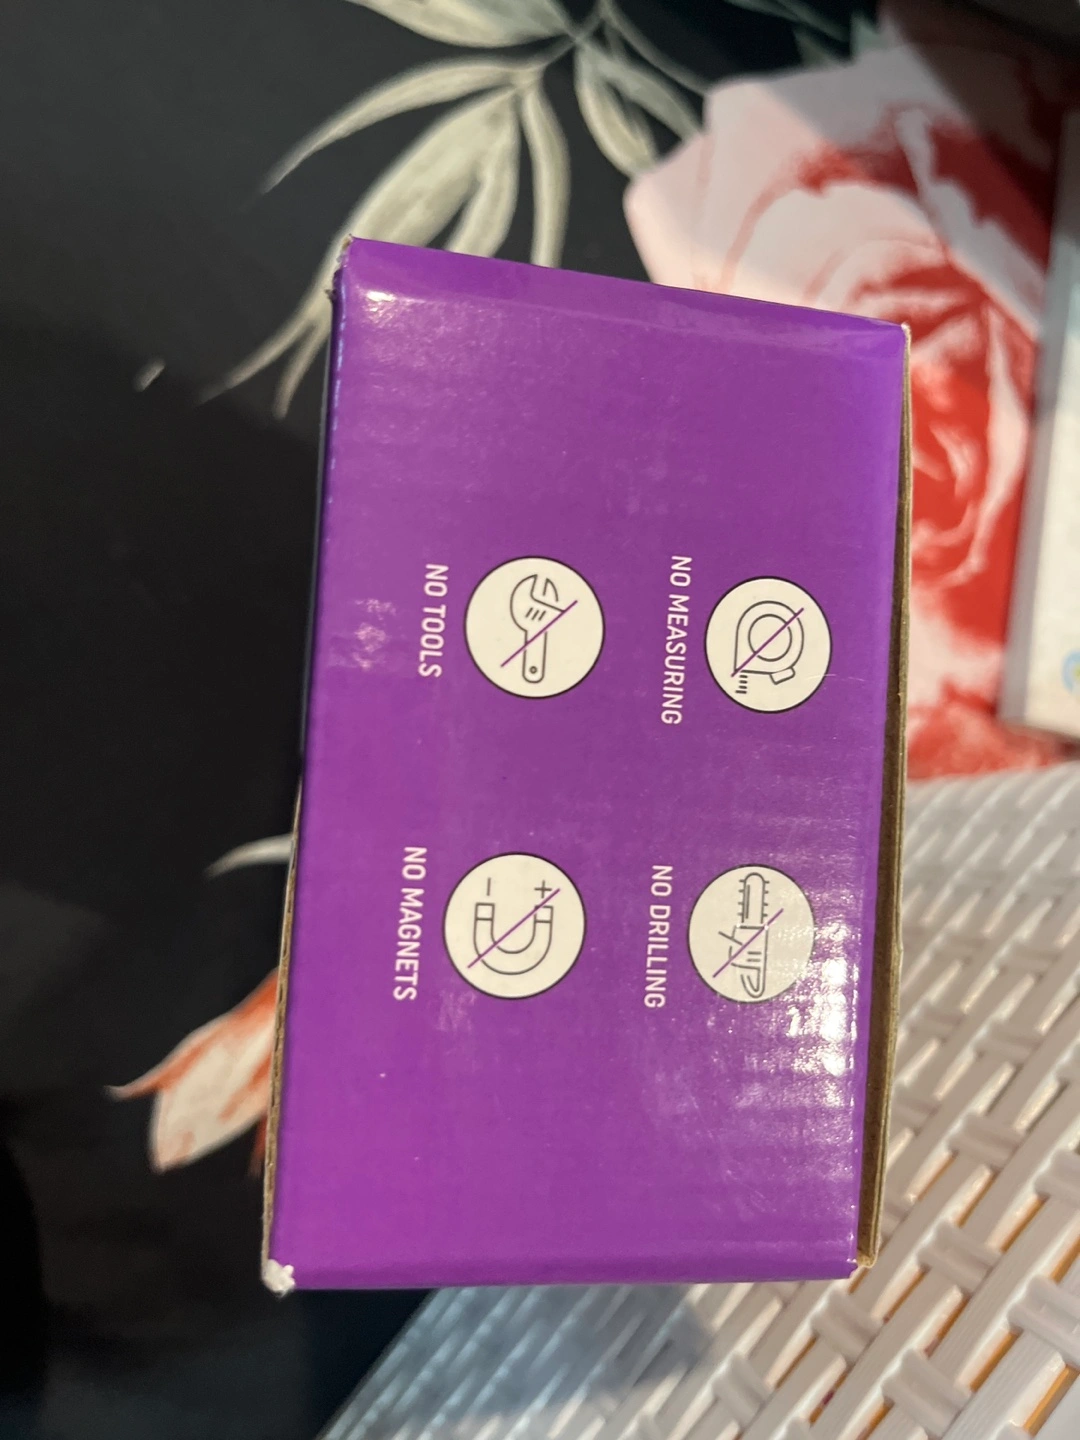 NO MEASURING
NO DRILLING
NO TOOLS
NO MAGNETS